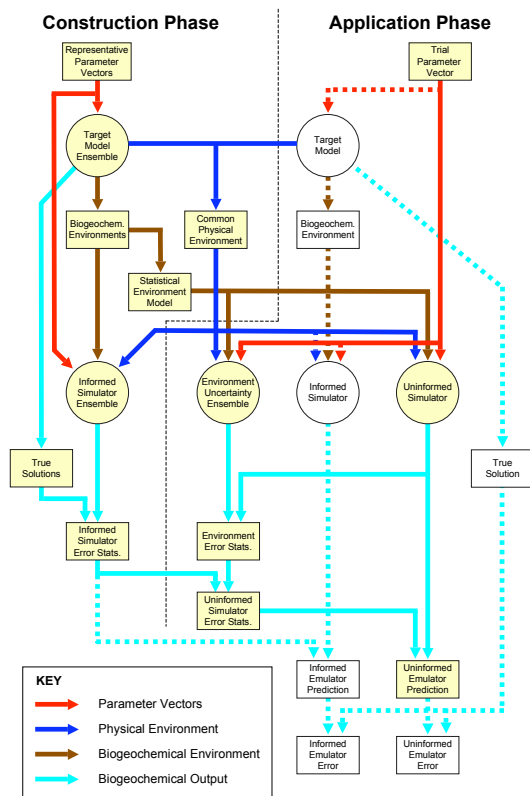 Construction Phase
Application Phase
Representative
Parameter
Vectors
Trial
Parameter
Vector
Target
Model
Ensemble
Target
Model
Biogeochem.
Environments
Common
Physical
Environment
Biogeochem.
Environment
Statistical
Environment
Model
Informed
Simulator
Ensemble
Environment
Uncertainty
Ensemble
Informed
Simulator
Uninformed
Simulator
True
Solutions
True
Solution
Informed
Simulator
Error Stats.
Environment
Error Stats.
Uninformed
Simulator
Error Stats.
Informed
Emulator
Prediction
Uninformed
Emulator
Prediction
Informed
Emulator
Error
Uninformed
Emulator
Error
KEY
Parameter Vectors
Physical Environment
Biogeochemical Environment
Biogeochemical Output